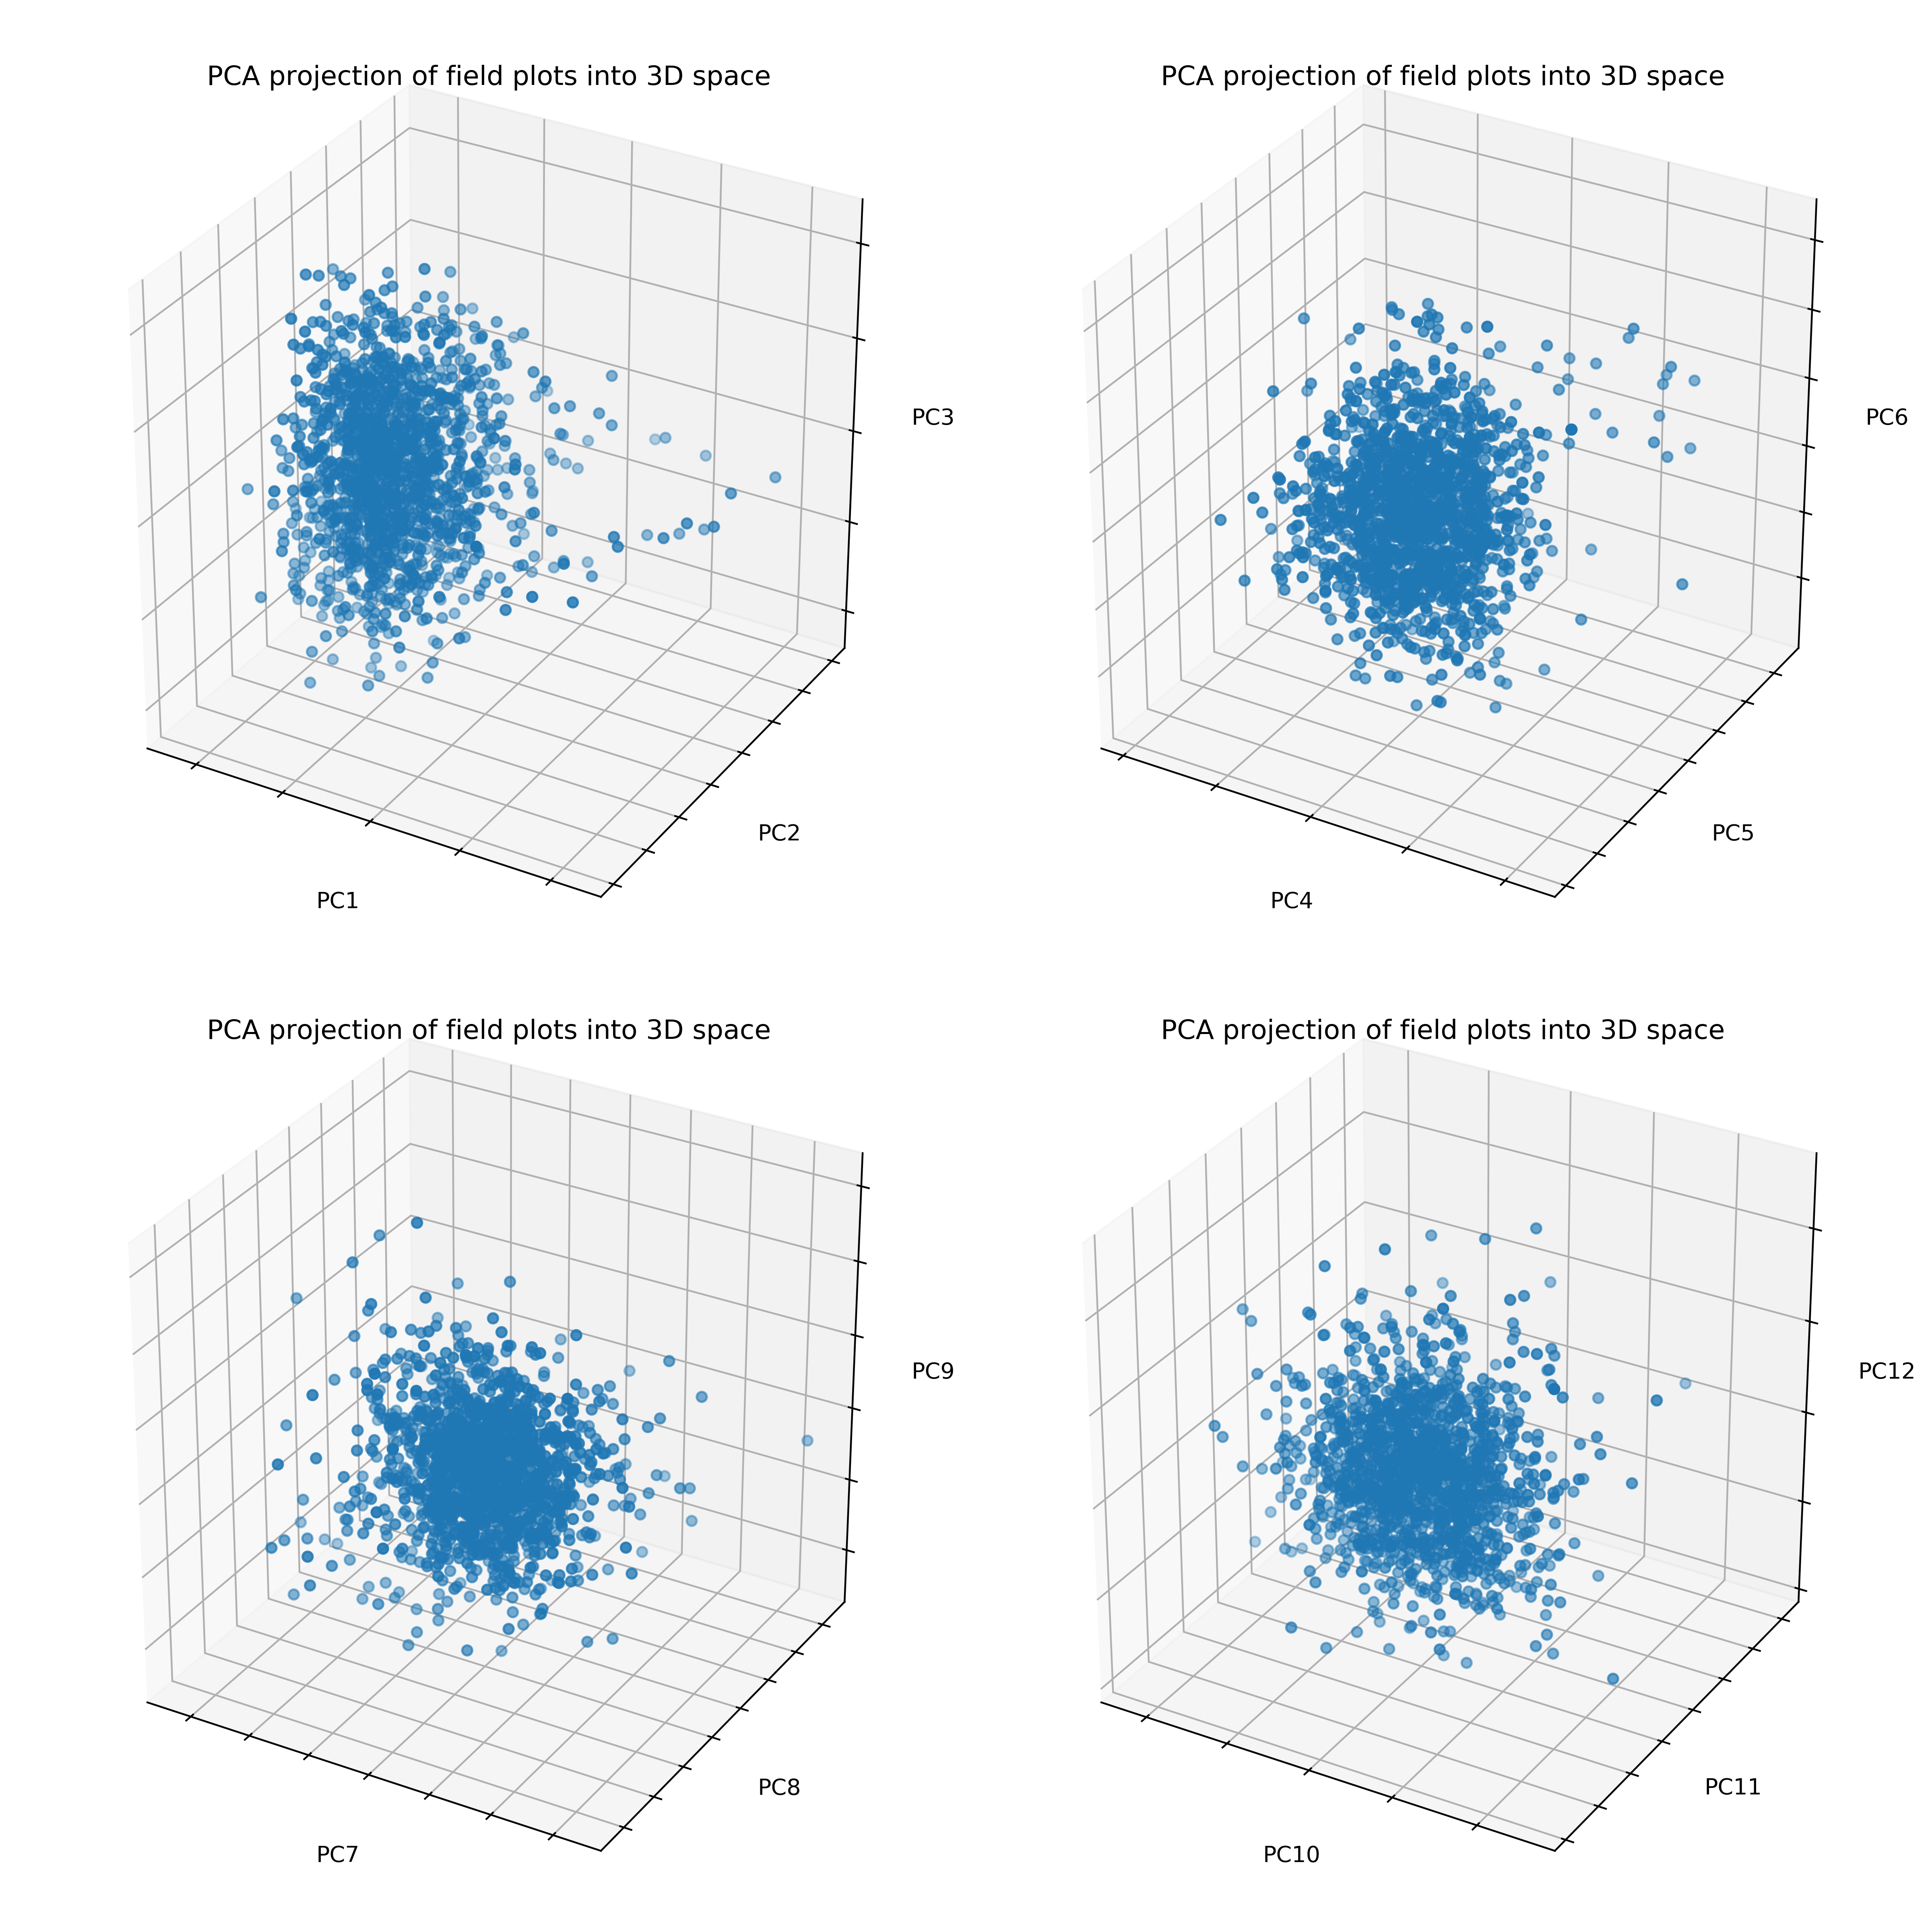 PCA projection of field plots into 3D space
PC3
PC2
PC1
PCA projection of field plots into 3D space
PC6
PC5
PC4
PCA projection of field plots into 3D space
PC9
PC8
PC7
PCA projection of field plots into 3D space
PC12
PC11
PC10